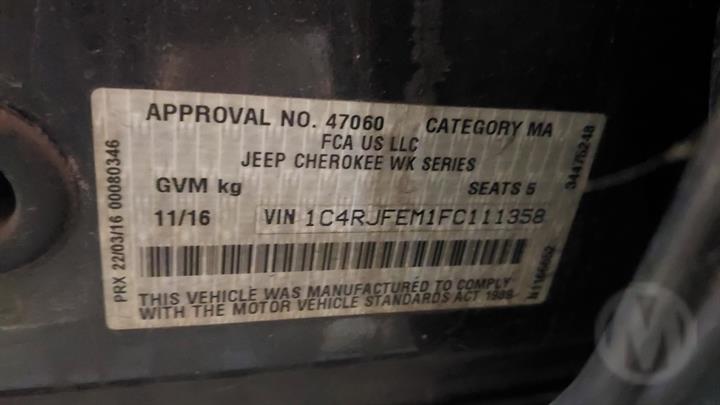 APPROVAL NO. 47060 CATEGORY MA
FCA US LLC
JEEP CHEROKEE WK SERIES
GVM kg SEATS 5
11/16 VIN 1C4RJFEM1FC111358
THIS VEHICLE WAS MANUFACTURED TO COMPLY
WITH THE MOTOR VEHICLE STANDARDS ACT 1989
PRX 22/03/16 00080346
34475248
M